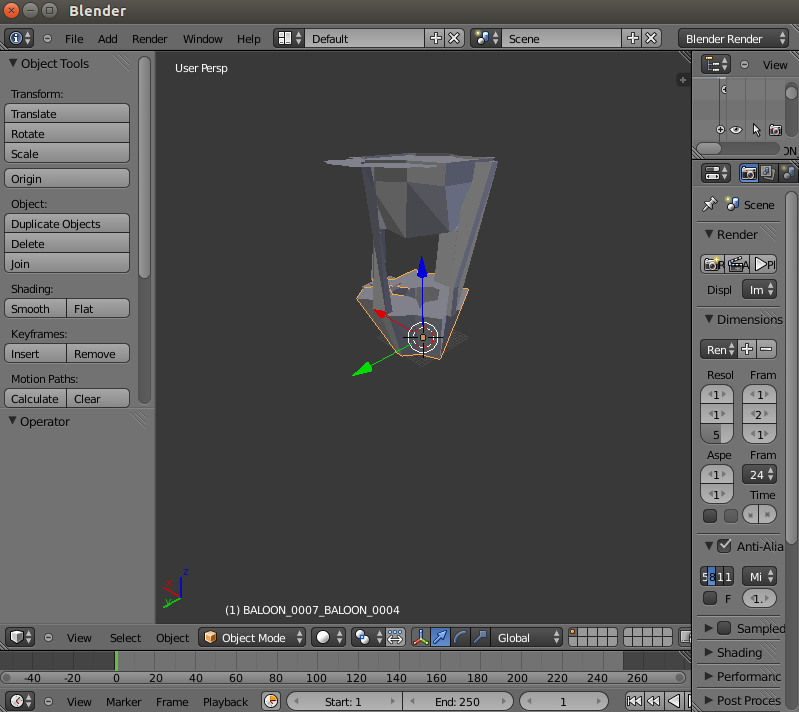 Blender
File Add Render Window Help Default Scene Blender Render
Object Tools
User Persp
View
Transform:
Translate
Rotate
Scale
Origin
Object:
Duplicate Objects
Delete
Join
Shading:
Smooth Flat
Keyframes:
Insert Remove
Motion Paths:
Calculate Clear
Operator
Scene
Render
Displ Im
Dimensions
Ren
Resol Fram
1 1
1 2
5 1
Aspe Fram
1 24
1 Time
Anti-Alia
5 8 11 Mi
F 1.
Sampled
Shading
Performanc
Post Proces
z
y
(1) BALOON_0007_BALOON_0004
View Select Object Object Mode Global
-40 -20 0 20 40 60 80 100 120 140 160 180 200 220 240 260
View Marker Frame Playback Start: 1 End: 250 1